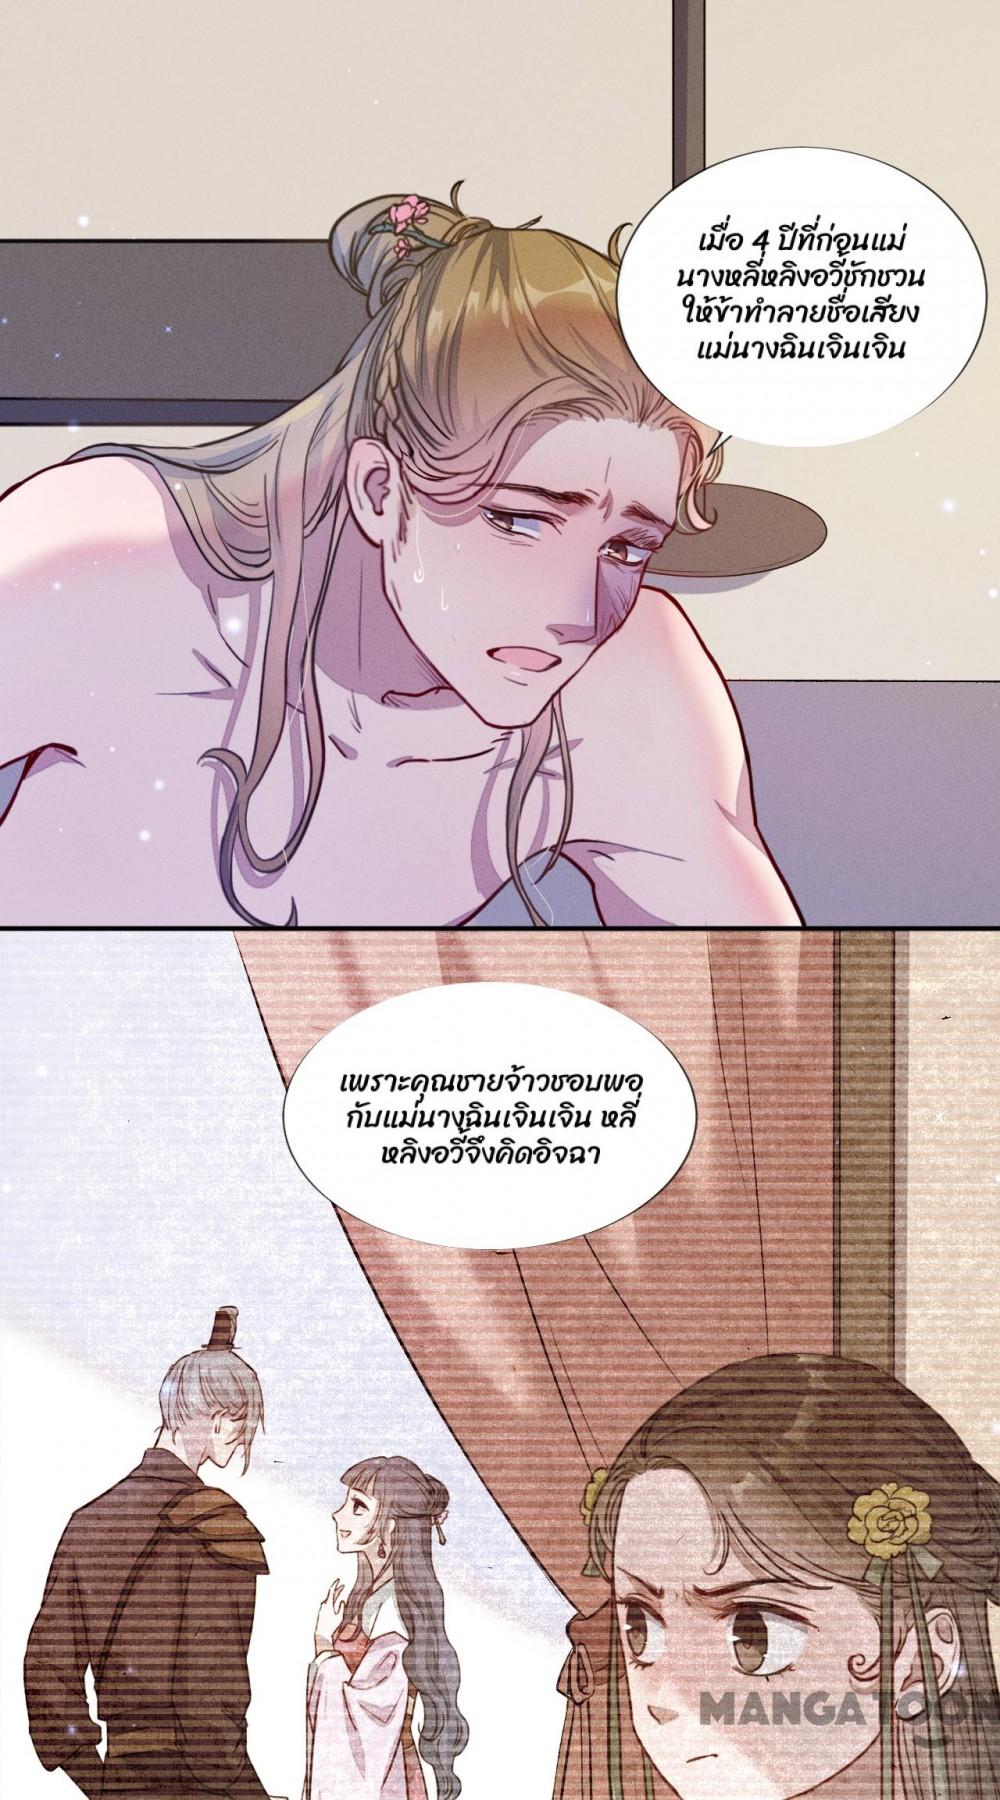 เมื่อ 4 ปีที่ก่อนแม่
นางหลี่หลิงอวี้ชักชวน
ให้ข้าทำลายชื่อเสียง
แม่นางฉินเจินเจิน
เพราะคุณชายจ้าวชอบพอ
กับแม่นางฉินเจินเจิน หลี่
หลิงอวี้จึงคิดอิจฉา
MANGATOON